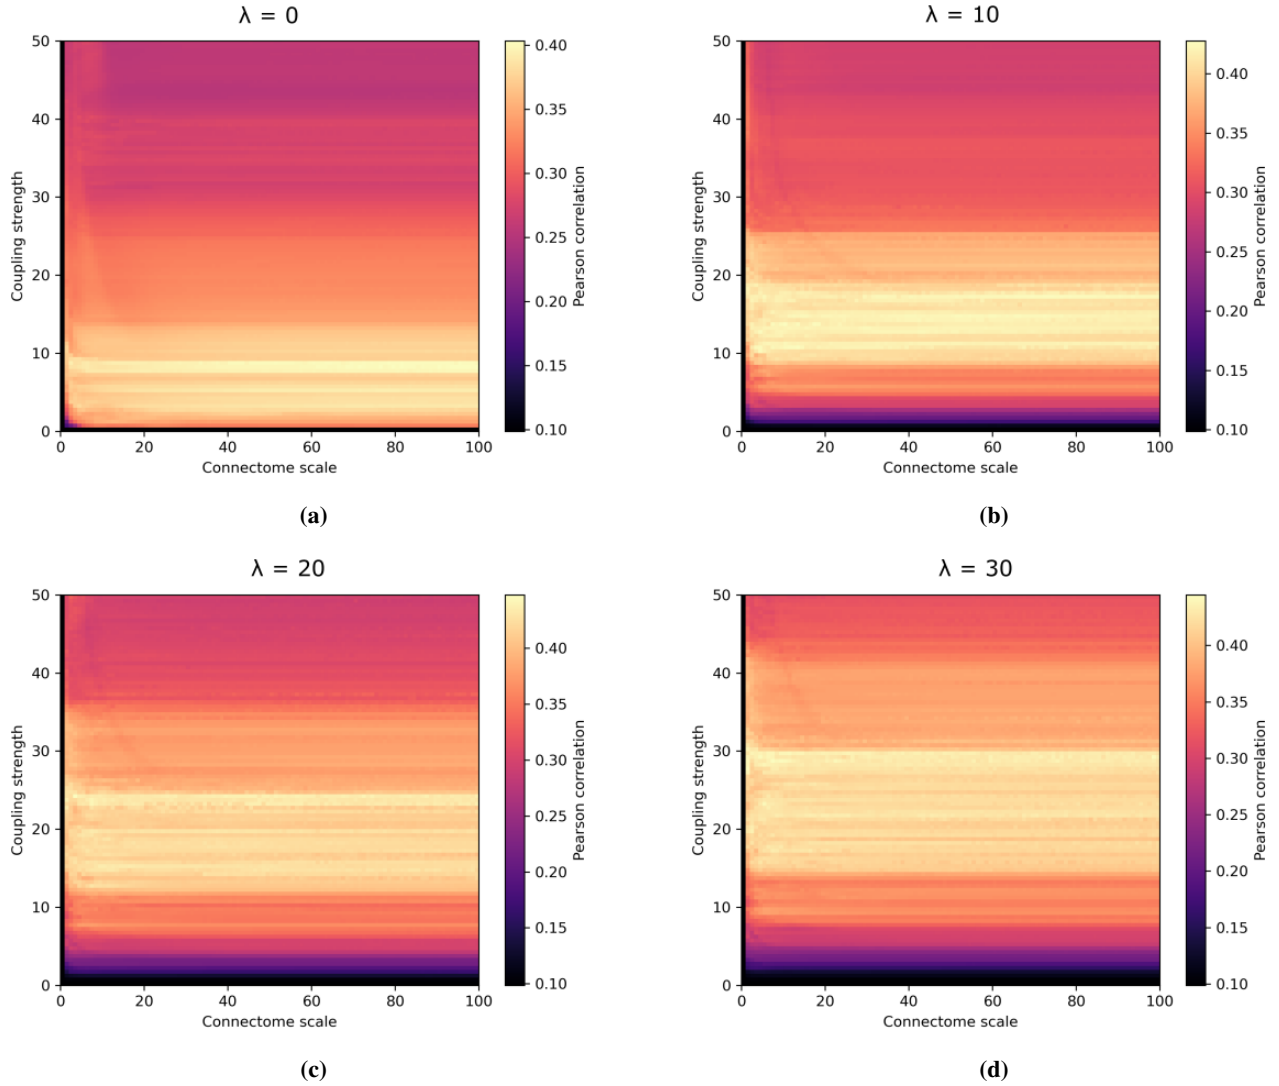 λ = 0
50
40
30
20
10
0
Coupling strength
0 20 40 60 80 100
Connectome scale
0.40
0.35
0.30
0.25
0.20
0.15
0.10
Pearson correlation
(a)
λ = 10
50
40
30
20
10
0
Coupling strength
0 20 40 60 80 100
Connectome scale
0.40
0.35
0.30
0.25
0.20
0.15
0.10
Pearson correlation
(b)
λ = 20
50
40
30
20
10
0
Coupling strength
0 20 40 60 80 100
Connectome scale
0.40
0.35
0.30
0.25
0.20
0.15
0.10
Pearson correlation
(c)
λ = 30
50
40
30
20
10
0
Coupling strength
0 20 40 60 80 100
Connectome scale
0.40
0.35
0.30
0.25
0.20
0.15
0.10
Pearson correlation
(d)